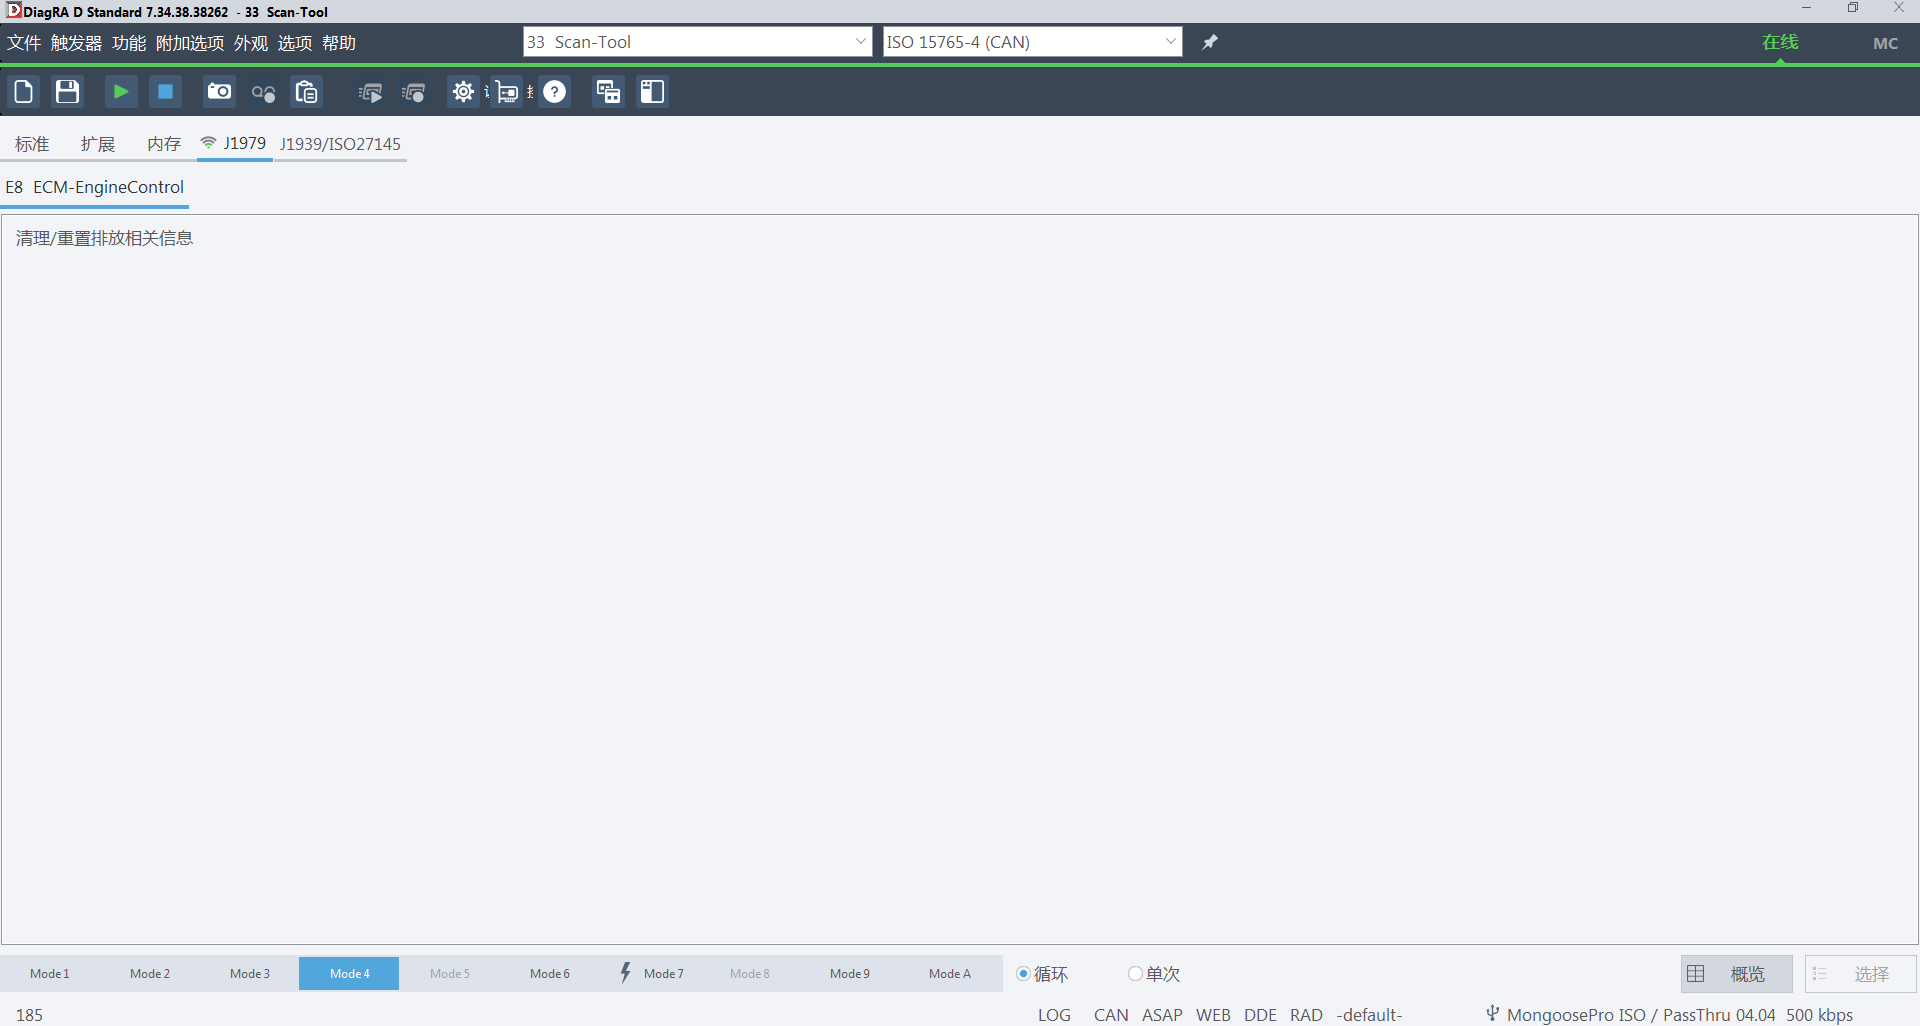 DiagRA D Standard 7.34.38.38262 - 33 Scan-Tool
文件 触发器 功能 附加选项 外观 选项 帮助 33 Scan-Tool ISO 15765-4 (CAN) 在线 MC
标准 扩展 内存 J1979 J1939/ISO27145
E8 ECM-EngineControl
清理/重置排放相关信息
Mode 1 Mode 2 Mode 3 Mode 4 Mode 5 Mode 6 Mode 7 Mode 8 Mode 9 Mode A 循环 单次 概览 选择
185 LOG CAN ASAP WEB DDE RAD -default- MongoosePro ISO / PassThru 04.04 500 kbps